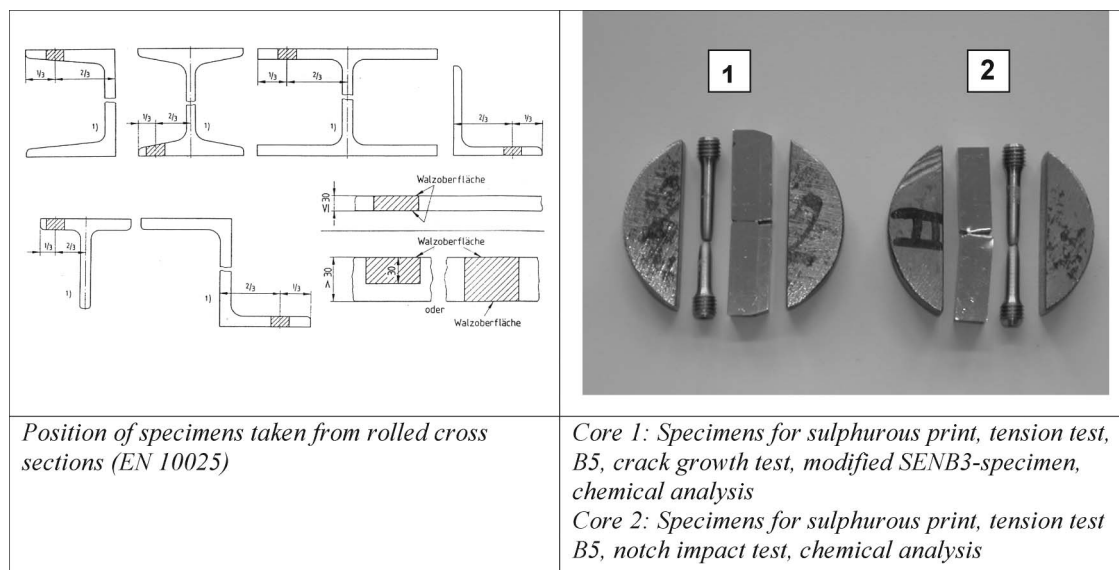 1/3 2/3
1)
1/3 2/3
1)
1/3 2/3
1)
2/3 1/3
1/3 2/3
1)
2/3 1/3
1)
Walzoberfläche
≤ 30
Walzoberfläche
> 30
30
oder
Walzoberfläche
1
2
II
Position of specimens taken from rolled cross
sections (EN 10025)
Core 1: Specimens for sulphurous print, tension test,
B5, crack growth test, modified SENB3-specimen,
chemical analysis
Core 2: Specimens for sulphurous print, tension test
B5, notch impact test, chemical analysis